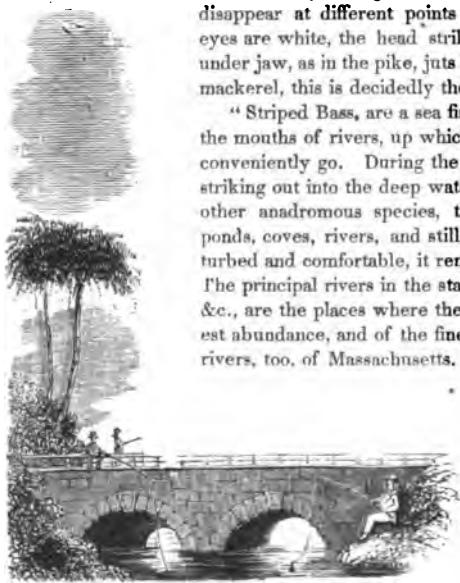 disappear at different points
eyes are white, the head stril
under jaw, as in the pike, juts
mackerel, this is decidedly the
" Striped Bass, are a sea fi
the mouths of rivers, up whic
conveniently go. During the
striking out into the deep wat
other anadromous species, t
ponds, coves, rivers, and still
turbed and comfortable, it ren
The principal rivers in the sta
&c., are the places where the
est abundance, and of the fine
rivers, too, of Massachusetts.